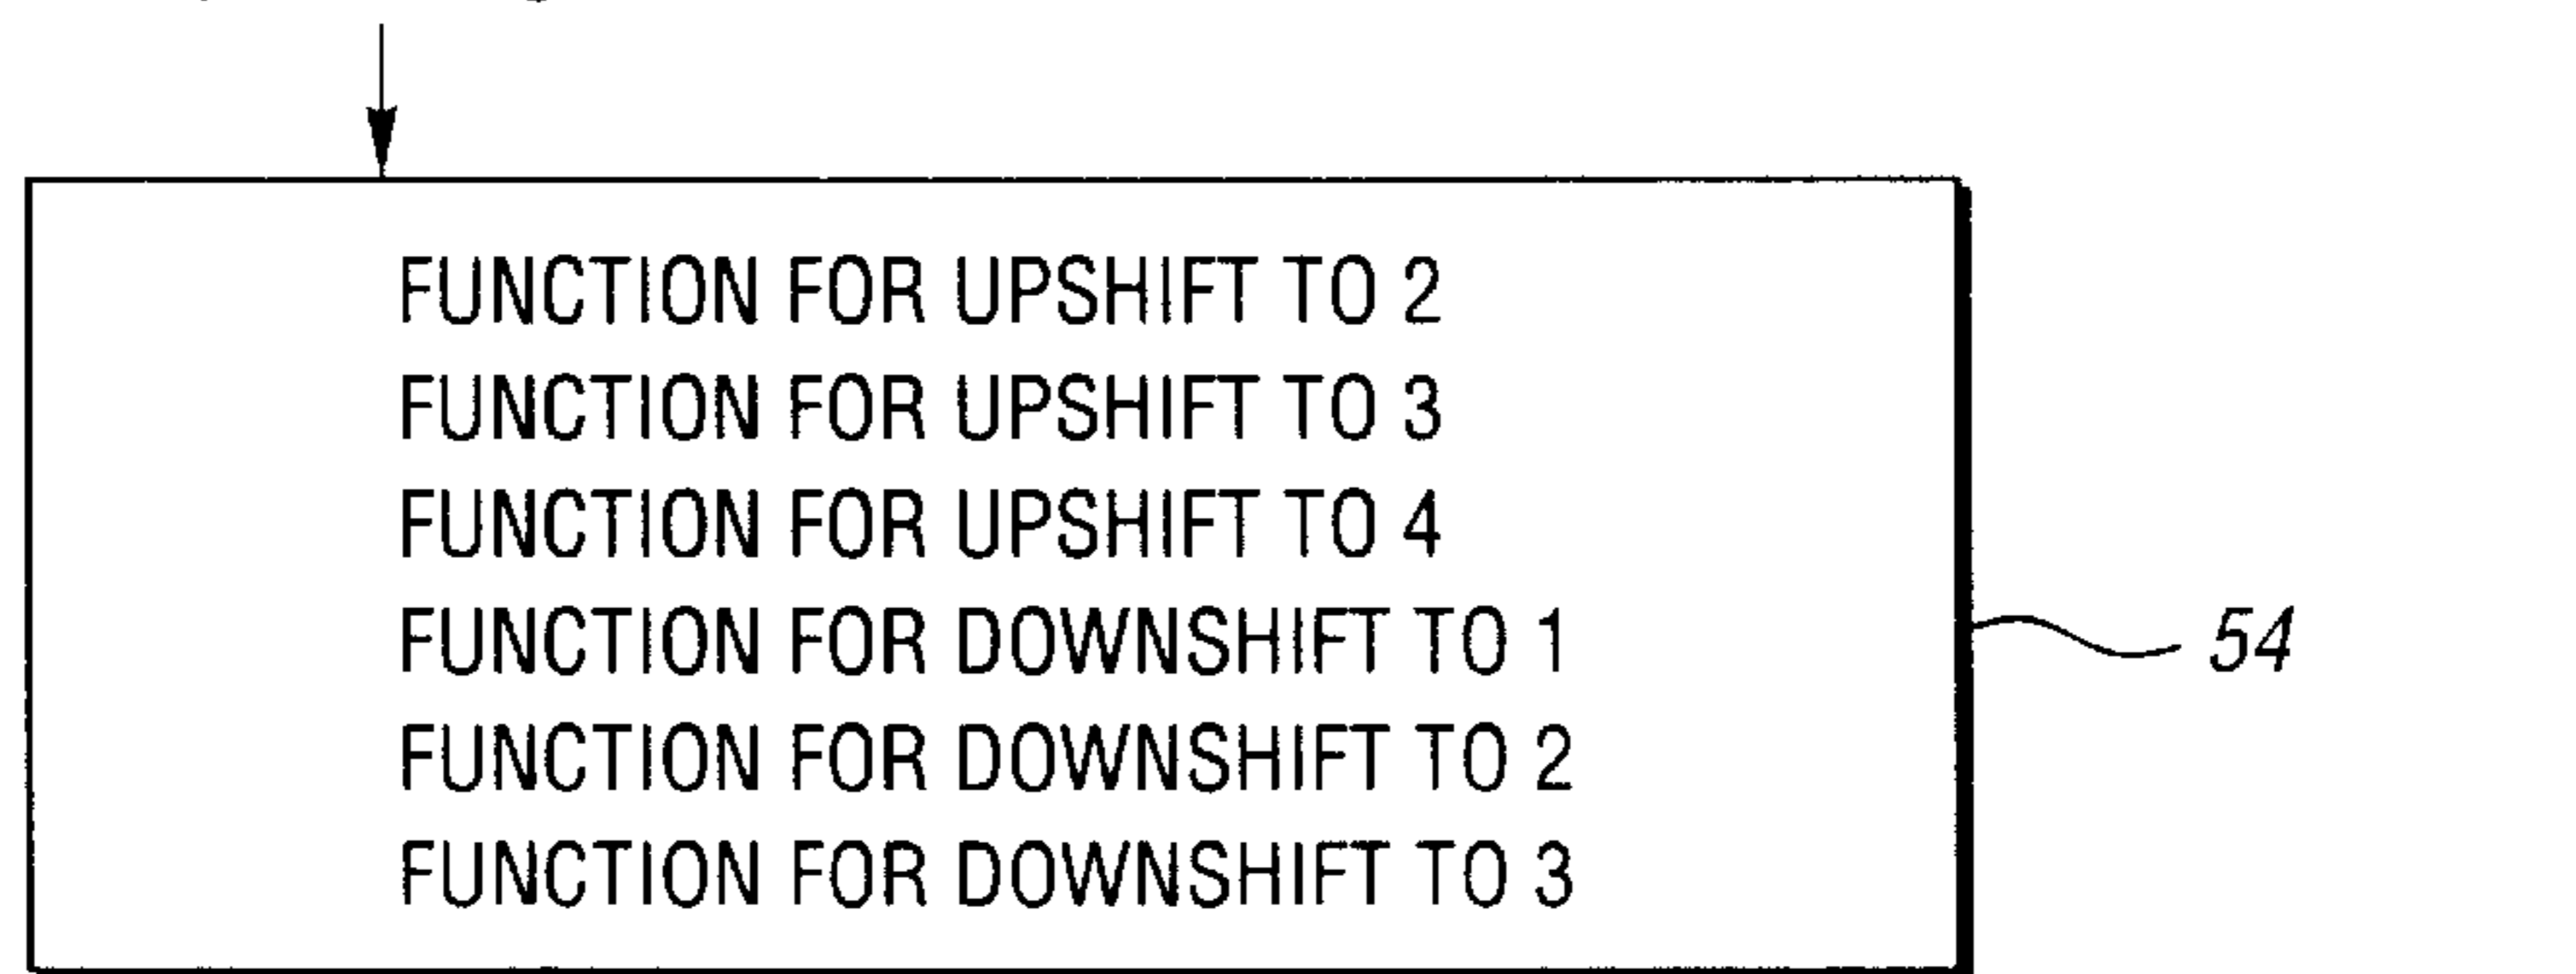 FUNCTION FOR UPSHIFT TO 2
FUNCTION FOR UPSHIFT TO 3
FUNCTION FOR UPSHIFT TO 4
FUNCTION FOR DOWNSHIFT TO 1
54
FUNCTION FOR DOWNSHIFT TO 2
FUNCTION FOR DOWNSHIFT TO 3